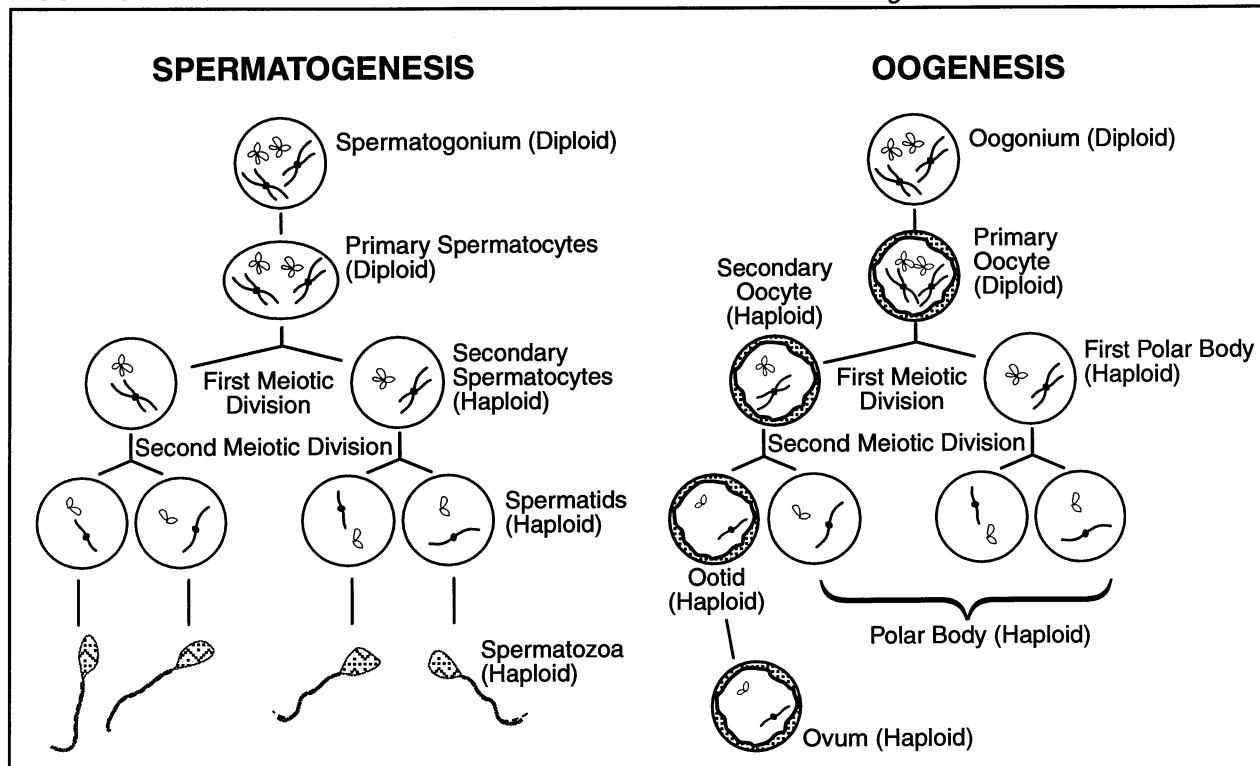 SPERMATOGENESIS
Spermatogonium (Diploid)
Primary Spermatocytes
(Diploid)
Secondary
Spermatocytes
(Haploid)
First Meiotic
Division
Second Meiotic Division
Spermatids
(Haploid)
Spermatozoa
(Haploid)
OOGENESIS
Oogonium (Diploid)
Primary
Oocyte
(Diploid)
Secondary
Oocyte
(Haploid)
First Meiotic
Division
First Polar Body
(Haploid)
Second Meiotic Division
Ootid
(Haploid)
Polar Body (Haploid)
Ovum (Haploid)